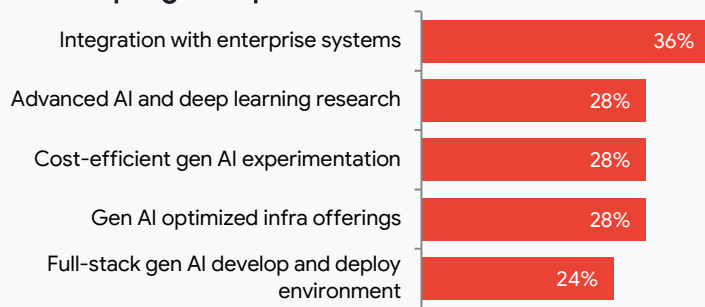 Integration with enterprise systems 36%
Advanced AI and deep learning research 28%
Cost-efficient gen AI experimentation 28%
Gen AI optimized infra offerings 28%
Full-stack gen AI develop and deploy
environment 24%